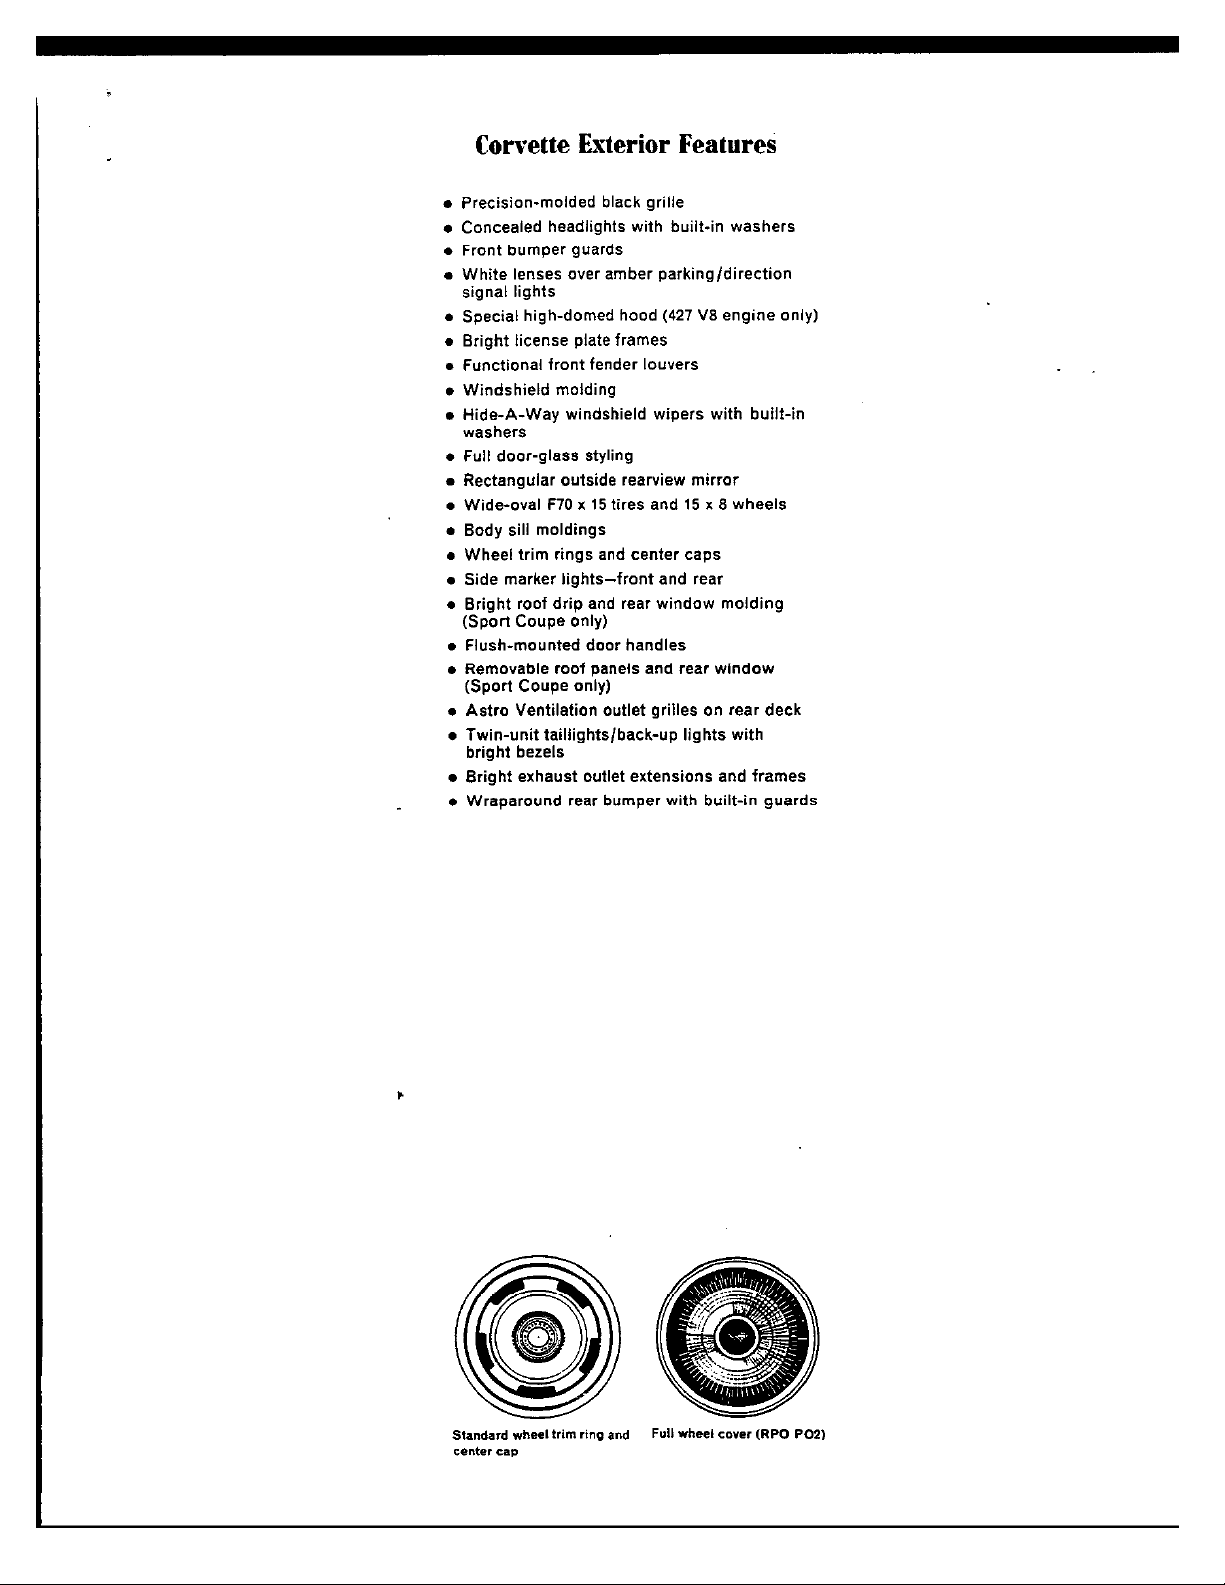 Corvette Exterior Features
• Precision-molded black grille
• Concealed headlights with built-in washers
• Front bumper guards
• White lenses over amber parking/direction
signal lights
• Special high-domed hood (427 V8 engine only)
• Bright license plate frames
• Functional front fender louvers
• Windshield molding
• Hide-A-Way windshield wipers with built-in
washers
• Full door-glass styling
• Rectangular outside rearview mirror
• Wide-oval F70 x 15 tires and 15 x 8 wheels
• Body sill moldings
• Wheel trim rings and center caps
• Side marker lights—front and rear
• Bright roof drip and rear window molding
(Sport Coupe only)
• Flush-mounted door handles
• Removable roof panels and rear window
(Sport Coupe only)
• Astro Ventilation outlet grilles on rear deck
• Twin-unit taillights/back-up lights with
bright bezels
• Bright exhaust outlet extensions and frames
• Wraparound rear bumper with built-in guards
Standard wheel trim ring and
center cap
Full wheel cover (RPO PO2)